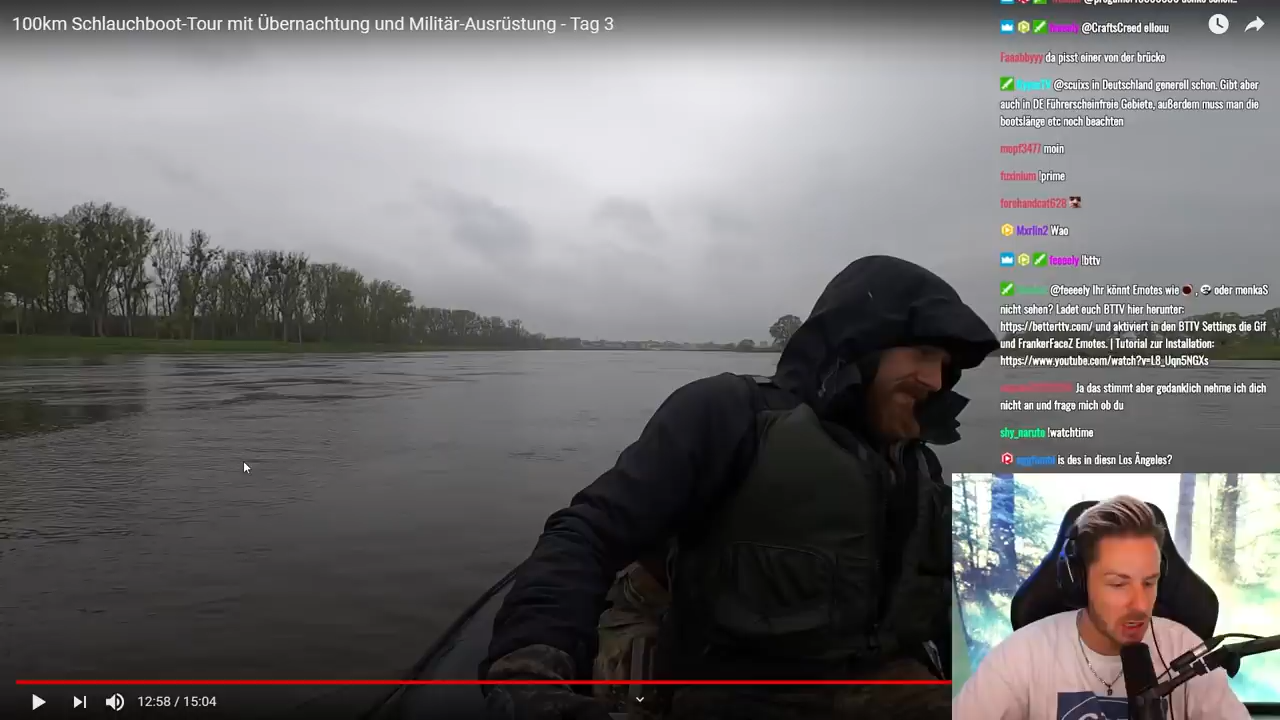 100km Schlauchboot-Tour mit Übernachtung und Militär-Ausrüstung - Tag 3
@CraftsCreed ellouu
Faaabbyyy da pisst einer von der brücke
@scuixs in Deutschland generell schon. Gibt aber
auch in DE Führerscheinfreie Gebiete, außerdem muss man die
bootslänge etc noch beachten
mopf3477 moin
fuxinium !prime
forehandcat628
Mxrlin2 Wao
feeeely !bttv
@feeeely Ihr könnt Emotes wie , oder monkaS
nicht sehen? Ladet euch BTTV hier herunter:
https://betterttv.com/ und aktiviert in den BTTV Settings die Gif
und FrankerFaceZ Emotes. | Tutorial zur Installation:
https://www.youtube.com/watch?v=L8_Uqn5NGXs
Ja das stimmt aber gedanklich nehme ich dich
nicht an und frage mich ob du
shy_naruto !watchtime
is des in diesn Los Ängeles?
12:58 / 15:04